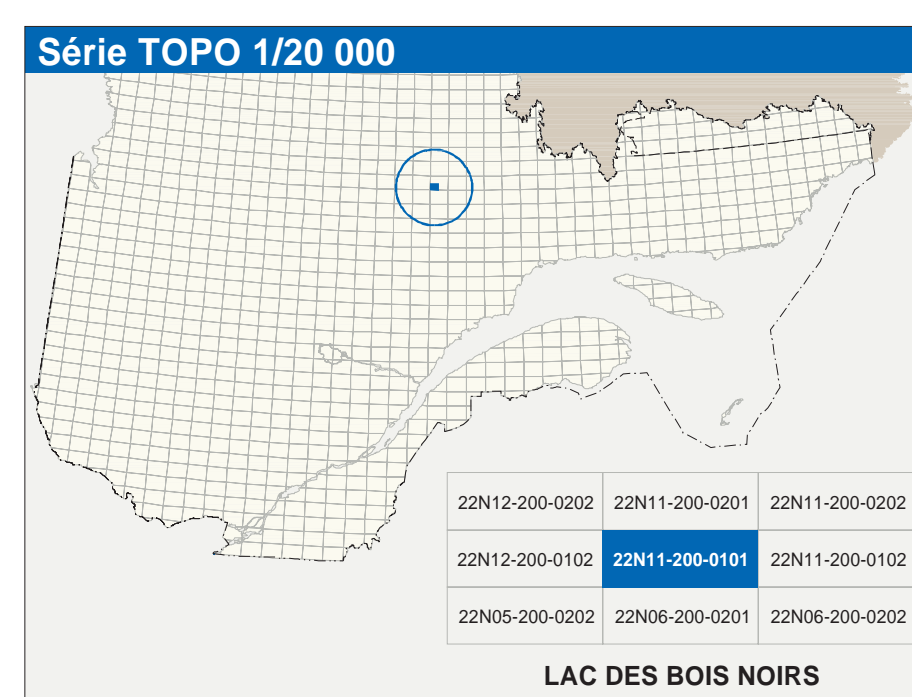 Série TOPO 1/20 000
22N12-200-0202 22N11-200-0201 22N11-200-0202
22N12-200-0102 22N11-200-0101 22N11-200-0102
22N05-200-0202 22N06-200-0201 22N06-200-0202
LAC DES BOIS NOIRS